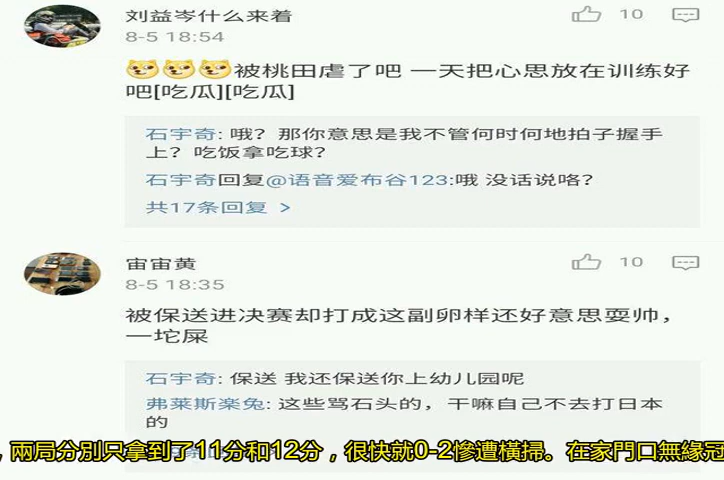 刘益岑什么来着
10
8-5 18:54
被桃田虐了吧 一天把心思放在训练好
吧[吃瓜][吃瓜]
石宇奇: 哦？那你意思是我不管何时何地拍子握手
上？吃饭拿吃球？
石宇奇回复@语音爱布谷123:哦 没话说咯？
共17条回复 >
宙宙黄
10
8-5 18:35
被保送进决赛却打成这副卵样还好意思耍帅，
一坨屎
石宇奇: 保送 我还保送你上幼儿园呢
弗莱斯楽兔: 这些骂石头的，干嘛自己不去打日本
的
，兩局分別只拿到了11分和12分，很快就0-2慘遭橫掃。在家門口無緣冠